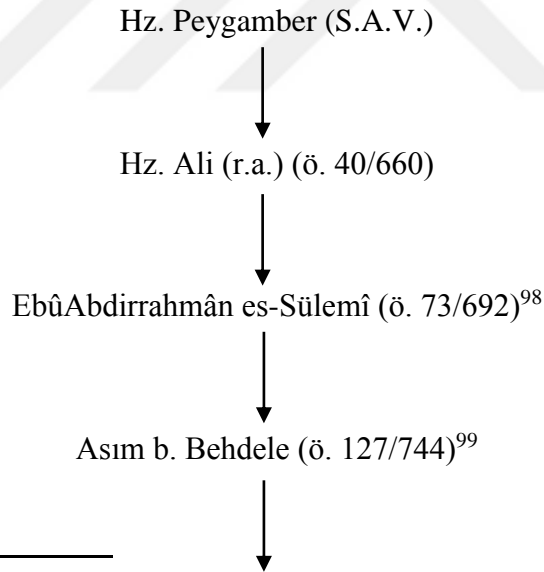 Hz. Peygamber (S.A.V.)
Hz. Ali (r.a.) (ö. 40/660)
EbûAbdirrahmân es-Sülemî (ö. 73/692)98
Asım b. Behdele (ö. 127/744)99